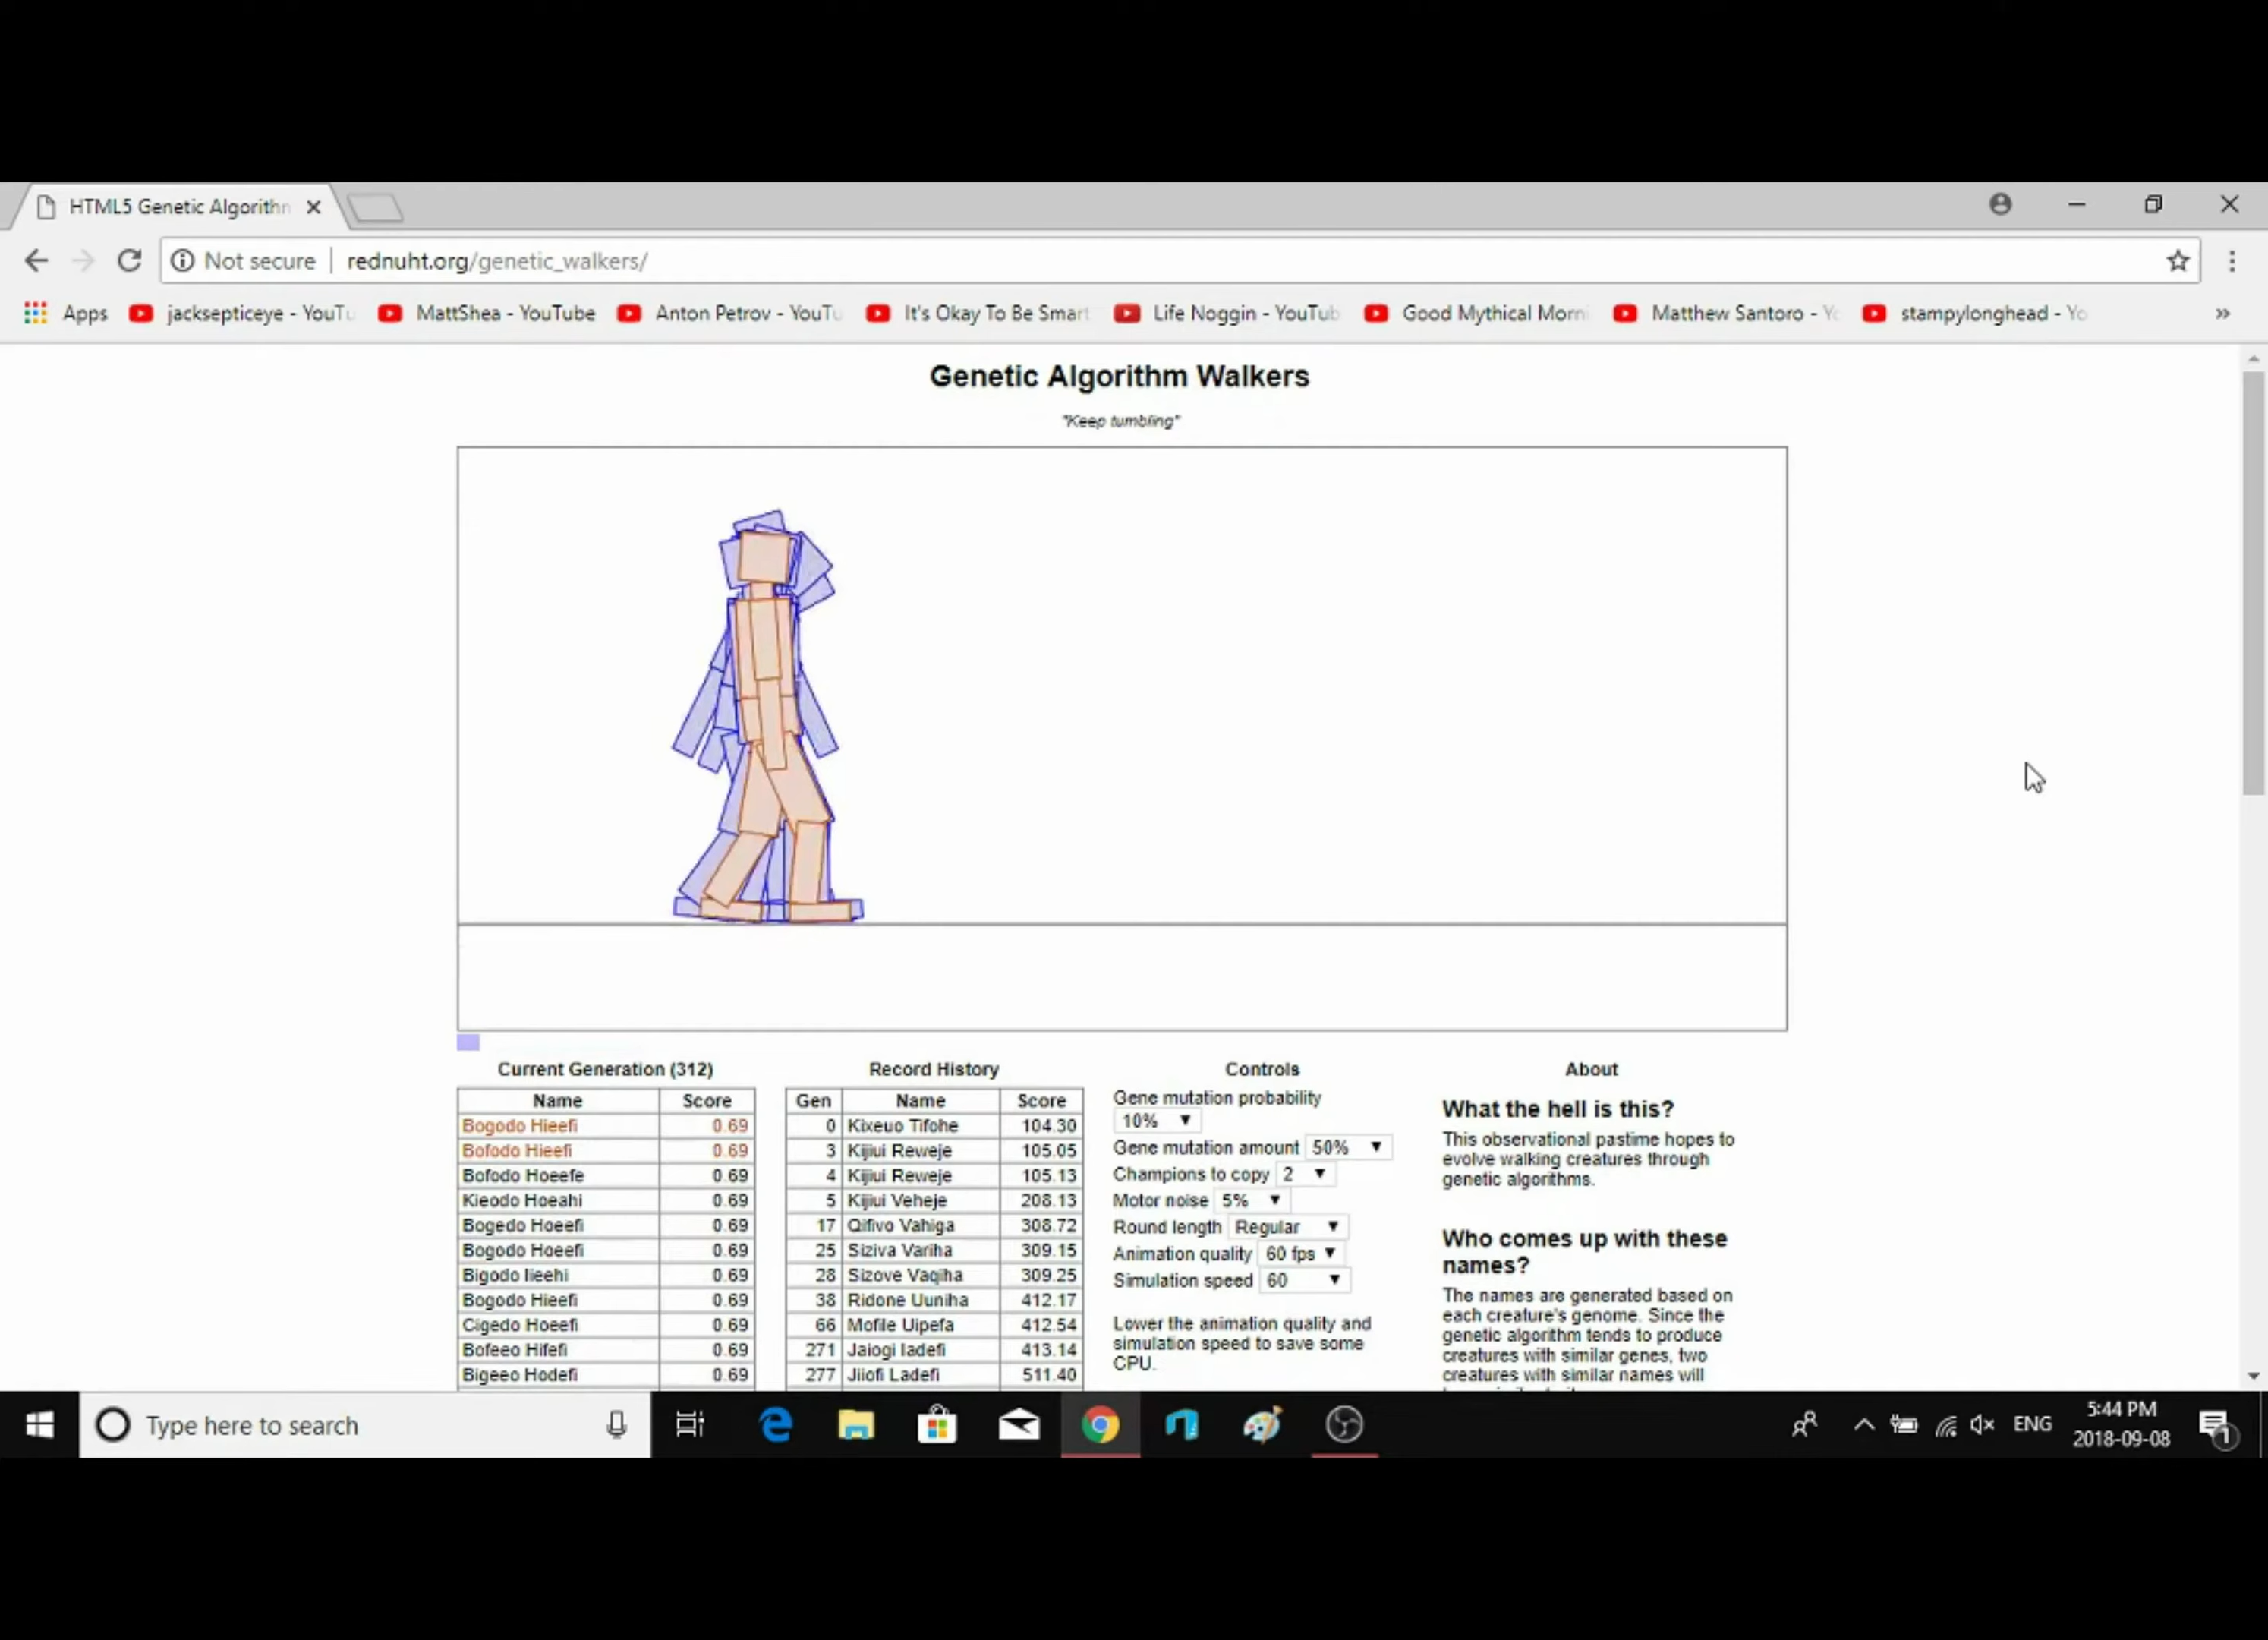 HTML5 Genetic Algorithm
Not secure rednuht.org/genetic_walkers/
Apps jacksepticeye - YouTu MattShea - YouTube Anton Petrov - YouTu It's Okay To Be Smart Life Noggin - YouTub Good Mythical Morni Matthew Santoro - Yo stampylonghead - Yo »
Genetic Algorithm Walkers
"Keep tumbling"
Current Generation (312)
Name Score
Bogodo Hieefi 0.69
Bofodo Hieefi 0.69
Bofodo Hoeefe 0.69
Kieodo Hoeahi 0.69
Bogedo Hoeefi 0.69
Bogodo Hoeefi 0.69
Bigodo Iieehi 0.69
Bogodo Hieefi 0.69
Cigedo Hoeefi 0.69
Bofeeo Hifefi 0.69
Bigeeo Hodefi 0.69
Record History
Gen Name Score
0 Kixeuo Tifohe 104.30
3 Kijiui Reweje 105.05
4 Kijiui Reweje 105.13
5 Kijiui Veheje 208.13
17 Qifivo Vahiga 308.72
25 Siziva Variha 309.15
28 Sizove Vaqiha 309.25
38 Ridone Uuniha 412.17
66 Mofile Uipefa 412.54
271 Jaiogi Iadefi 413.14
277 Jiiofi Ladefi 511.40
Controls
Gene mutation probability
10%
Gene mutation amount 50%
Champions to copy 2
Motor noise 5%
Round length Regular
Animation quality 60 fps
Simulation speed 60
Lower the animation quality and
simulation speed to save some
CPU.
About
What the hell is this?
This observational pastime hopes to
evolve walking creatures through
genetic algorithms.
Who comes up with these
names?
The names are generated based on
each creature's genome. Since the
genetic algorithm tends to produce
creatures with similar genes, two
creatures with similar names will
Type here to search
ENG
5:44 PM
2018-09-08
1